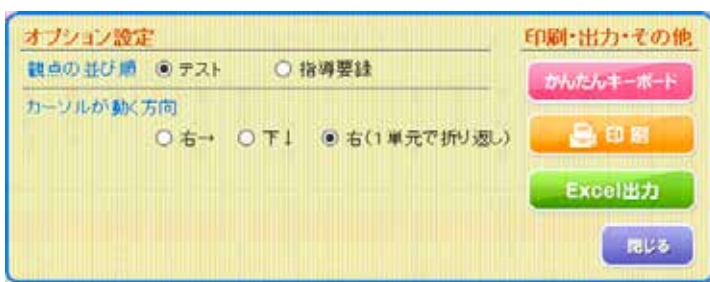 オプション設定
観点の並び順 テスト 指導要録
カーソルが動く方向
右→ 下↓ 右(1単元で折り返し)
印刷・出力・その他
かんたんキーボード
印刷
Excel出力
閉じる